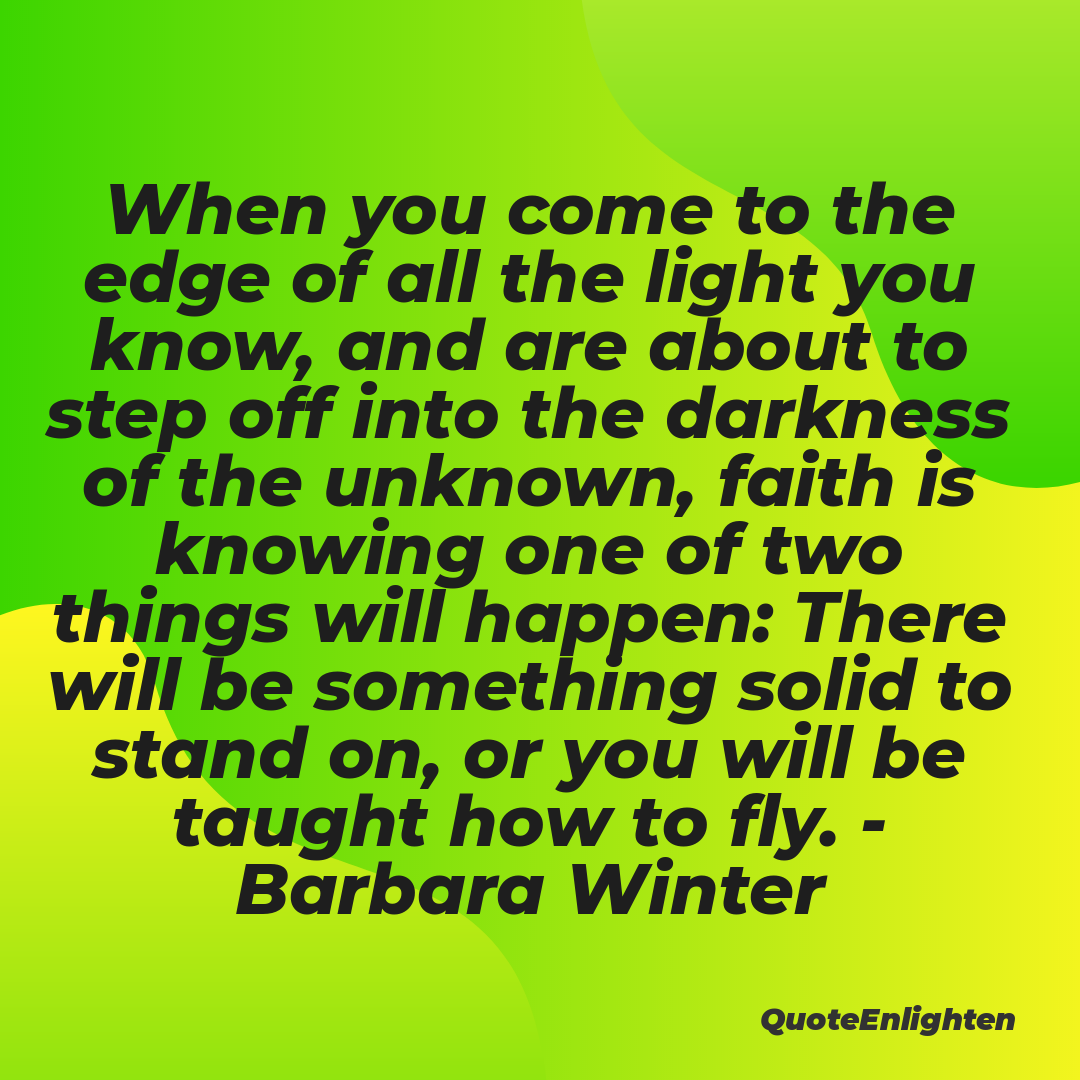 When you come to the
edge of all the light you
know, and are about to
step off into the darkness
of the unknown, faith is
knowing one of two
things will happen: There
will be something solid to
stand on, or you will be
taught how to fly. -
Barbara Winter
QuoteEnlighten